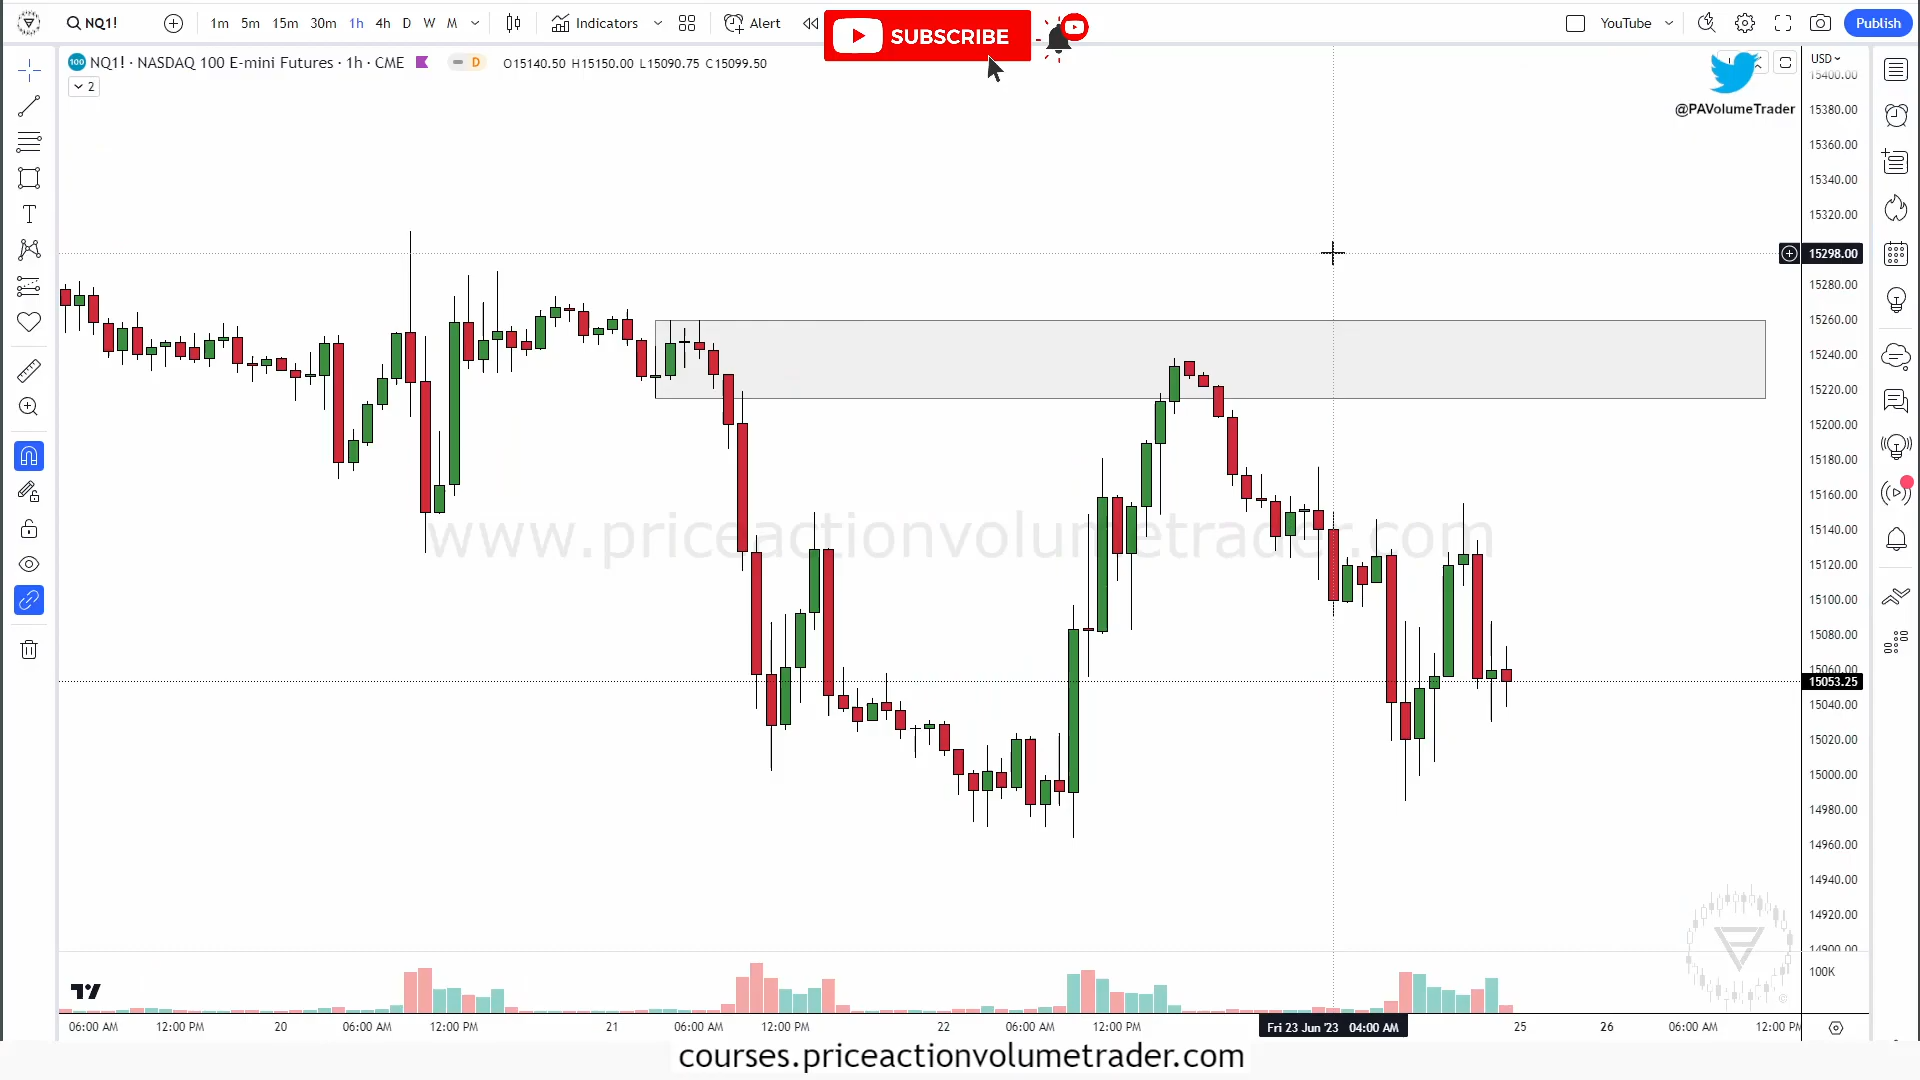 NQ1!
1m 5m 15m 30m 1h 4h D W M
Indicators
Alert
SUBSCRIBE
YouTube
Publish
100 NQ1! · NASDAQ 100 E-mini Futures · 1h · CME D O15140.50 H15150.00 L15090.75 C15099.50
2
USD
@PAVolumeTrader
15400.00
15380.00
15360.00
15340.00
15320.00
15298.00
15280.00
15260.00
15240.00
15220.00
15200.00
15180.00
15160.00
15140.00
15120.00
15100.00
15080.00
15060.00
15053.25
15040.00
15020.00
15000.00
14980.00
14960.00
14940.00
14920.00
14900.00
100K
www.priceactionvolumetrader.com
06:00 AM 12:00 PM 20 06:00 AM 12:00 PM 21 06:00 AM 12:00 PM 22 06:00 AM 12:00 PM Fri 23 Jun '23 04:00 AM 25 26 06:00 AM 12:00 PM
courses.priceactionvolumetrader.com